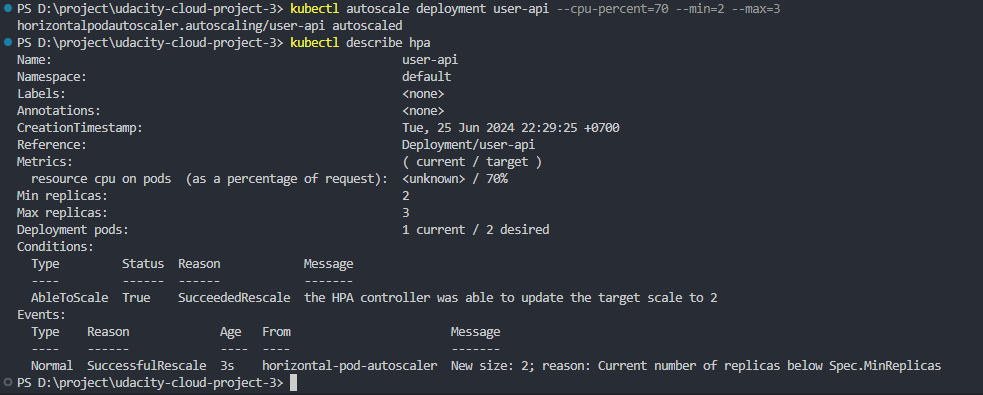 PS D:\project\udacity-cloud-project-3> kubectl autoscale deployment user-api --cpu-percent=70 --min=2 --max=3
horizontalpodautoscaler.autoscaling/user-api autoscaled
PS D:\project\udacity-cloud-project-3> kubectl describe hpa
Name: user-api
Namespace: default
Labels: <none>
Annotations: <none>
CreationTimestamp: Tue, 25 Jun 2024 22:29:25 +0700
Reference: Deployment/user-api
Metrics: ( current / target )
resource cpu on pods (as a percentage of request): <unknown> / 70%
Min replicas: 2
Max replicas: 3
Deployment pods: 1 current / 2 desired
Conditions:
Type Status Reason Message
---- ------ ------ -------
AbleToScale True SucceededRescale the HPA controller was able to update the target scale to 2
Events:
Type Reason Age From Message
---- ------ ---- ---- -------
Normal SuccessfulRescale 3s horizontal-pod-autoscaler New size: 2; reason: Current number of replicas below Spec.MinReplicas
PS D:\project\udacity-cloud-project-3>